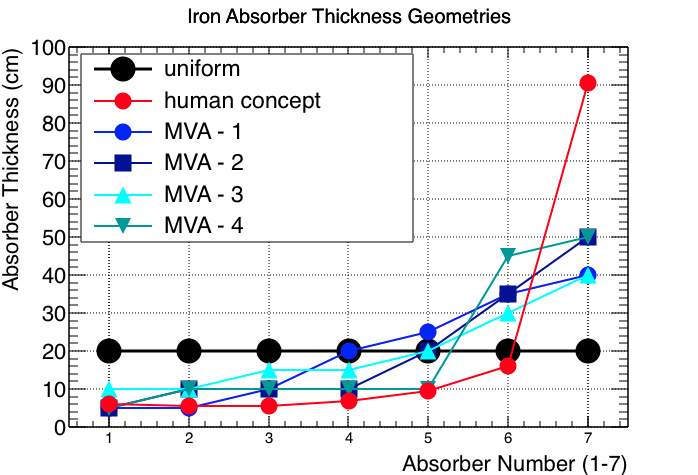 Iron Absorber Thickness Geometries
Absorber Thickness (cm)
100
90
80
70
60
50
40
30
20
10
0
uniform
human concept
MVA - 1
MVA - 2
MVA - 3
MVA - 4
1 2 3 4 5 6 7
Absorber Number (1-7)